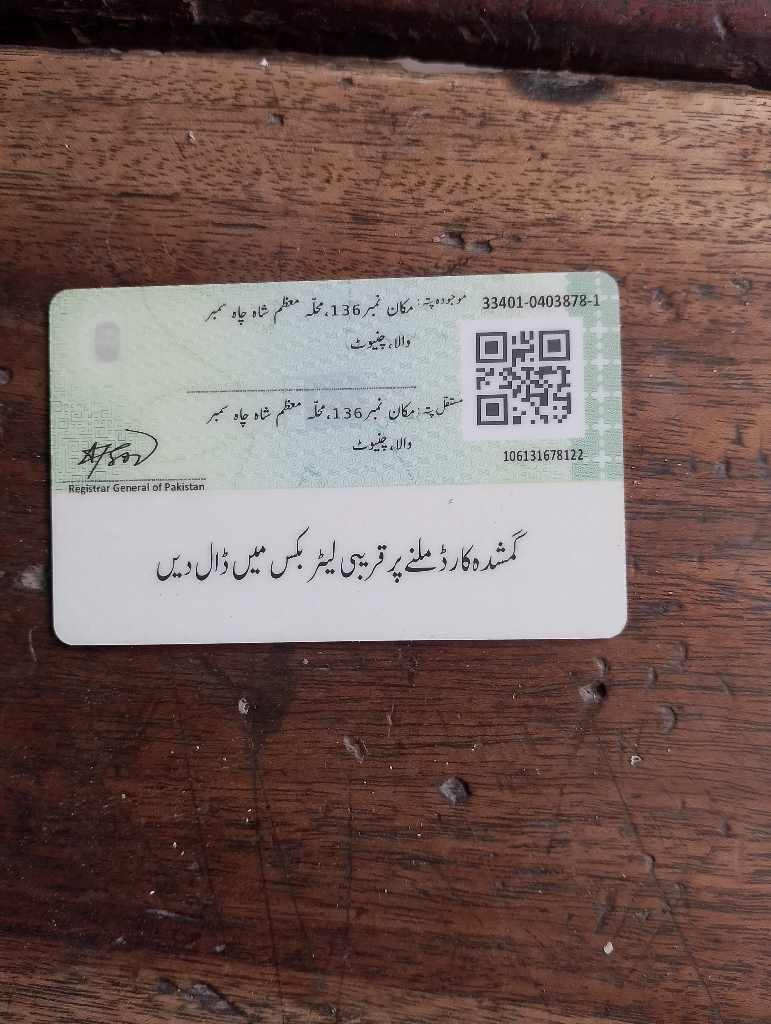 33401-0403878-1
موجودہ پتہ: مکان نمبر 136، محلّہ معظم شاہ چاہ سمبر
والا، چنیوٹ
مستقل پتہ: مکان نمبر 136، محلّہ معظم شاہ چاہ سمبر
والا، چنیوٹ
106131678122
Registrar General of Pakistan
گمشدہ کارڈ ملنے پر قریبی لیٹر بکس میں ڈال دیں